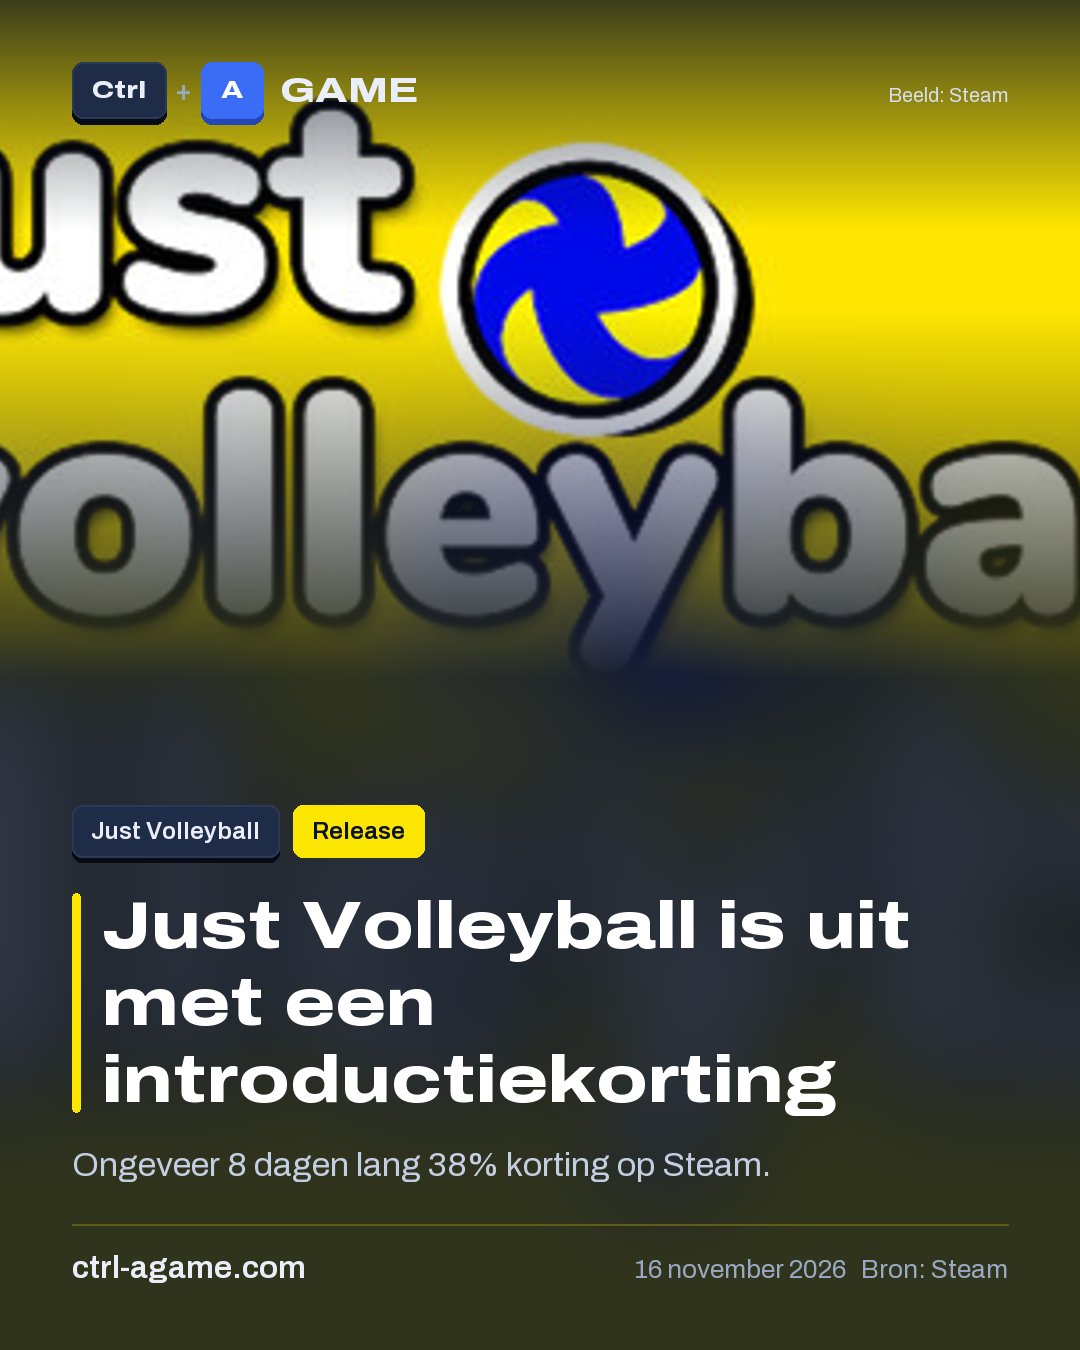 Ctrl + A GAME
Beeld: Steam
ust
volleyba
Just Volleyball
Release
Just Volleyball is uit
met een
introductiekorting
Ongeveer 8 dagen lang 38% korting op Steam.
ctrl-agame.com
16 november 2026 Bron: Steam